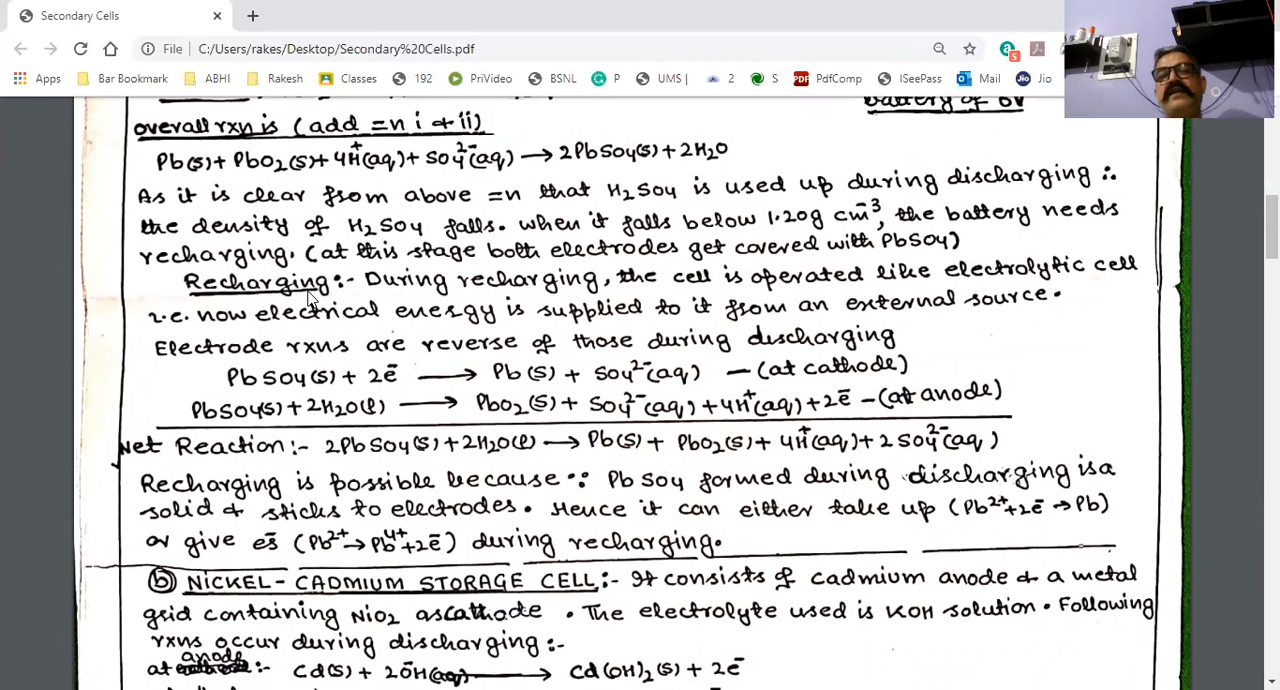 Secondary Cells
File | C:/Users/rakes/Desktop/Secondary%20Cells.pdf
Apps Bar Bookmark ABHI Rakesh Classes 192 PriVideo BSNL P UMS | 2 S PdfComp ISeePass Mail Jio
battery of 6V
overall rxn is (add =n i & ii)
Pb(s)+ PbO2(s)+4H+(aq)+SO4 2-(aq) → 2PbSO4(s)+2H2O
As it is clear from above =n that H2SO4 is used up during discharging ∴
the density of H2SO4 falls. when it falls below 1.20g cm-3, the battery needs
recharging. (at this stage both electrodes get covered with PbSO4)
Recharging :- During recharging, the cell is operated like electrolytic cell
i.e. now electrical energy is supplied to it from an external source.
Electrode rxns are reverse of those during discharging
PbSO4(s)+2e- → Pb(s) + SO4 2-(aq) —(at cathode)
PbSO4(s)+2H2O(l) → PbO2(s)+ SO4 2-(aq)+4H+(aq)+2e- —(at anode)
Net Reaction:- 2PbSO4(s)+2H2O(l) → Pb(s)+ PbO2(s)+ 4H+(aq)+2SO4 2-(aq)
Recharging is possible because ∵ PbSO4 formed during discharging is a
solid & sticks to electrodes. Hence it can either take up (Pb2++2e- → Pb)
or give es- (Pb2+ → Pb4++2e-) during recharging.
(b) NICKEL-CADMIUM STORAGE CELL:- It consists of cadmium anode & a metal
grid containing NiO2 as cathode. The electrolyte used is KOH solution. Following
rxns occur during discharging :-
at anode :- Cd(s)+ 2OH-(aq) → Cd(OH)2(s)+ 2e-